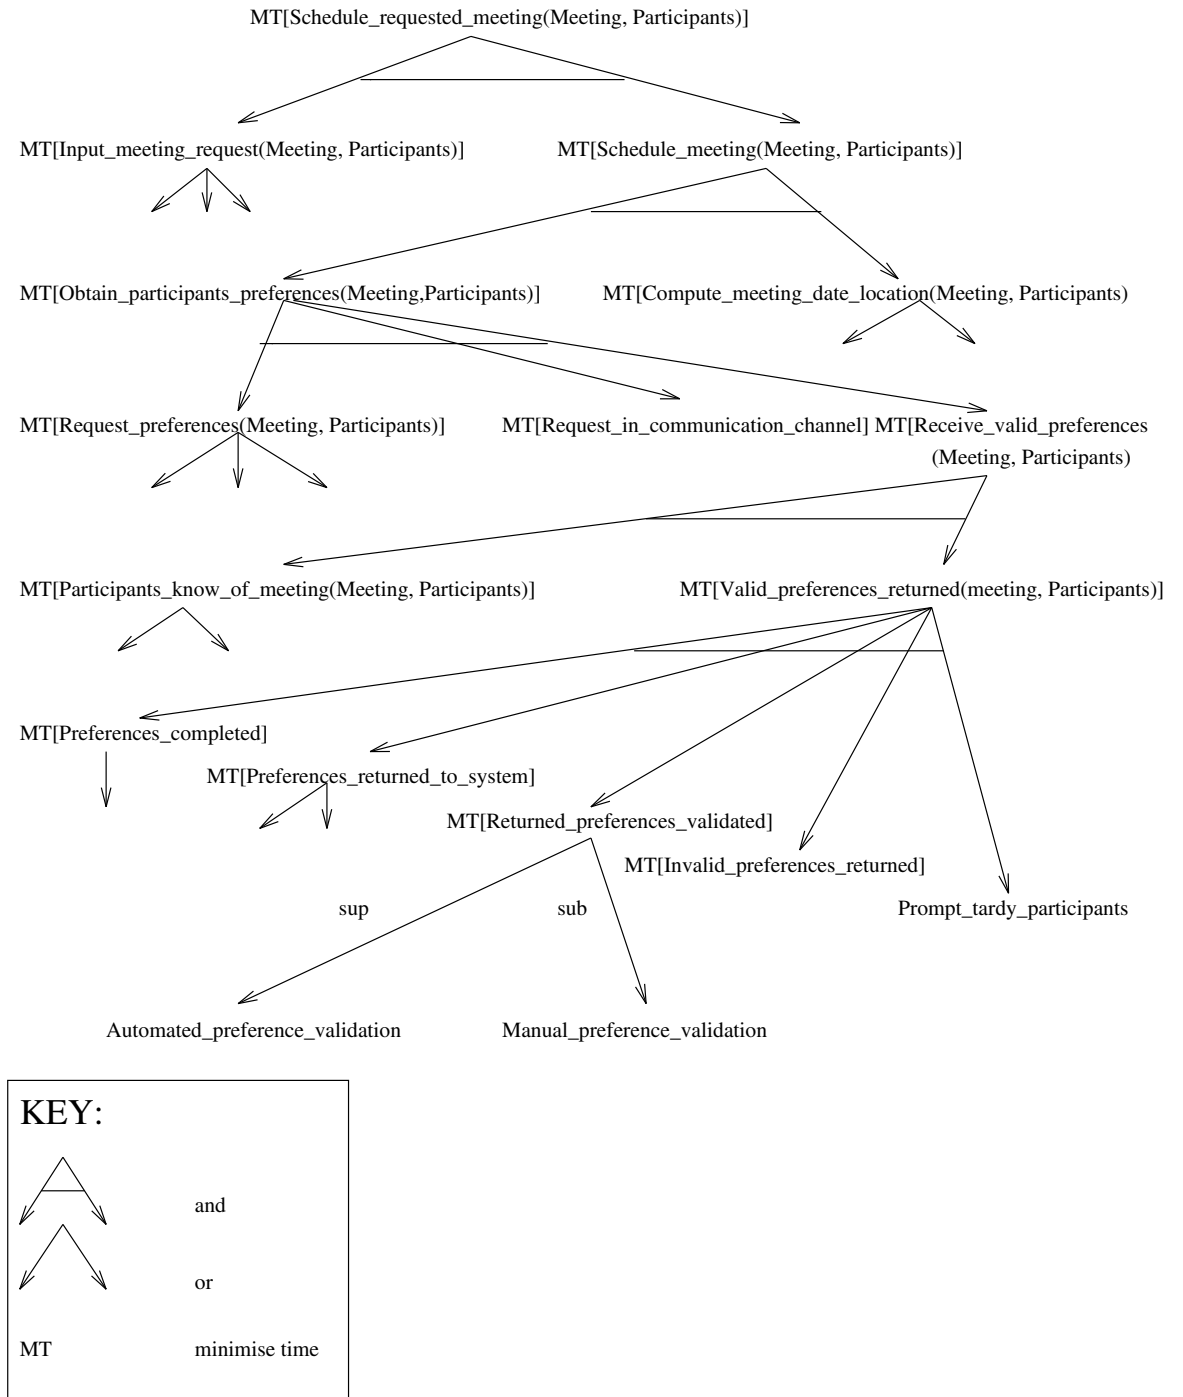 MT[Schedule_requested_meeting(Meeting, Participants)]
MT[Input_meeting_request(Meeting, Participants)]
MT[Schedule_meeting(Meeting, Participants)]
MT[Obtain_participants_preferences(Meeting,Participants)]
MT[Compute_meeting_date_location(Meeting, Participants)
MT[Request_preferences(Meeting, Participants)]
MT[Request_in_communication_channel]
MT[Receive_valid_preferences
(Meeting, Participants)
MT[Participants_know_of_meeting(Meeting, Participants)]
MT[Valid_preferences_returned(meeting, Participants)]
MT[Preferences_completed]
MT[Preferences_returned_to_system]
MT[Returned_preferences_validated]
MT[Invalid_preferences_returned]
sup
sub
Prompt_tardy_participants
Automated_preference_validation
Manual_preference_validation
KEY:
and
or
MT minimise time